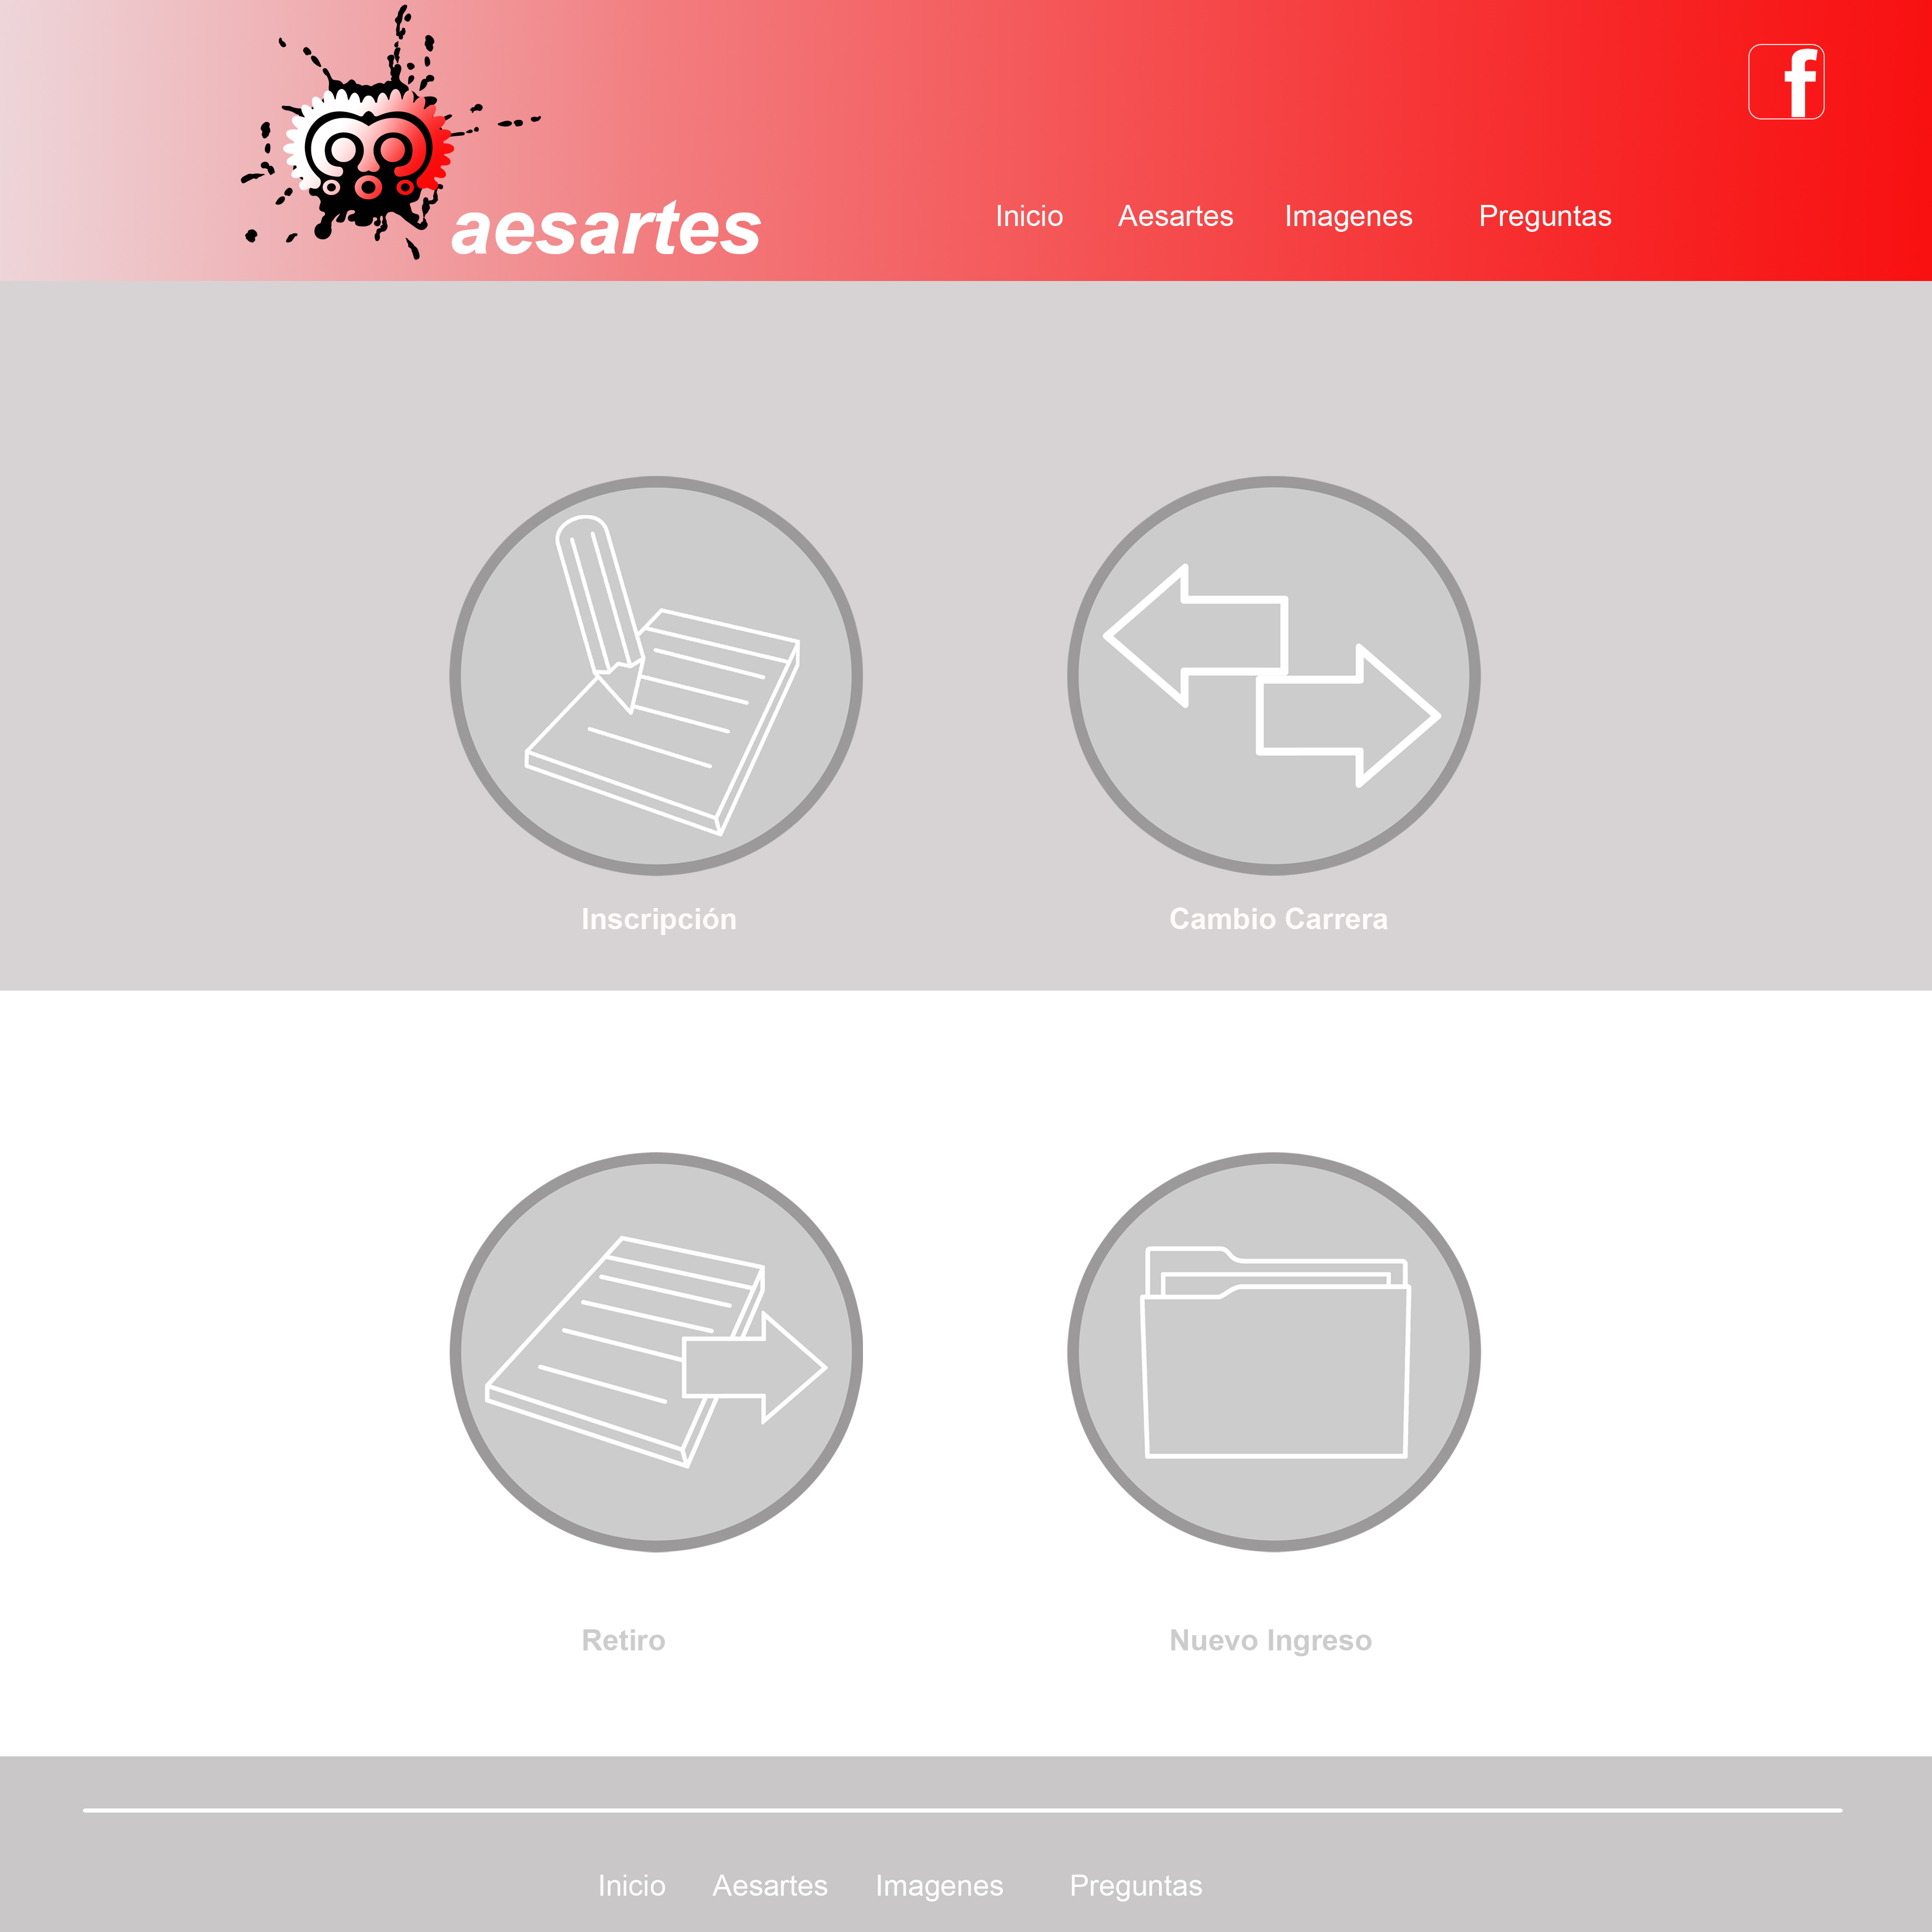 aesartes
Inicio Aesartes Imagenes Preguntas
f
Inscripción Cambio Carrera
Retiro Nuevo Ingreso
Inicio Aesartes Imagenes Preguntas